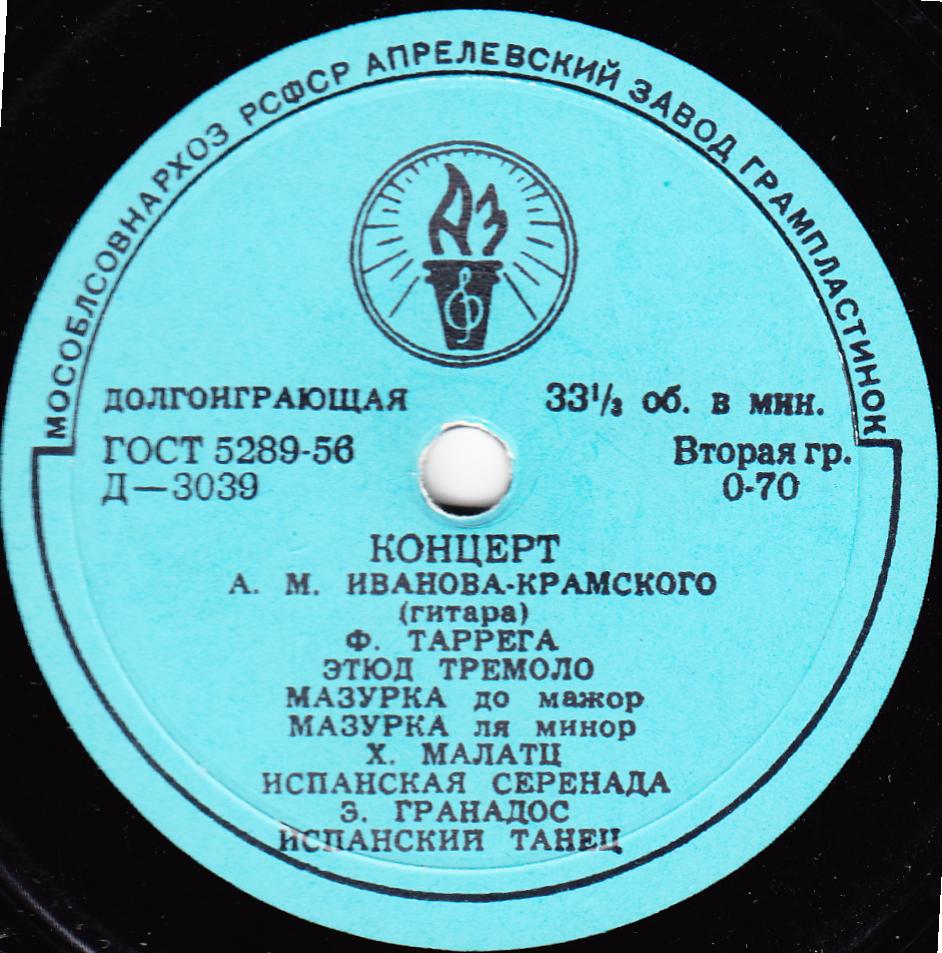 МОСОБЛСОВНАРХОЗ РСФСР АПРЕЛЕВСКИЙ ЗАВОД ГРАМПЛАСТИНОК
АЗ
ДОЛГОИГРАЮЩАЯ 33⅓ об. в мин.
ГОСТ 5289-56 Вторая гр.
Д—3039 0-70
КОНЦЕРТ
А. М. ИВАНОВА-КРАМСКОГО
(гитара)
Ф. ТАРРЕГА
ЭТЮД ТРЕМОЛО
МАЗУРКА до мажор
МАЗУРКА ля минор
Х. МАЛАТЦ
ИСПАНСКАЯ СЕРЕНАДА
Э. ГРАНАДОС
ИСПАНСКИЙ ТАНЕЦ